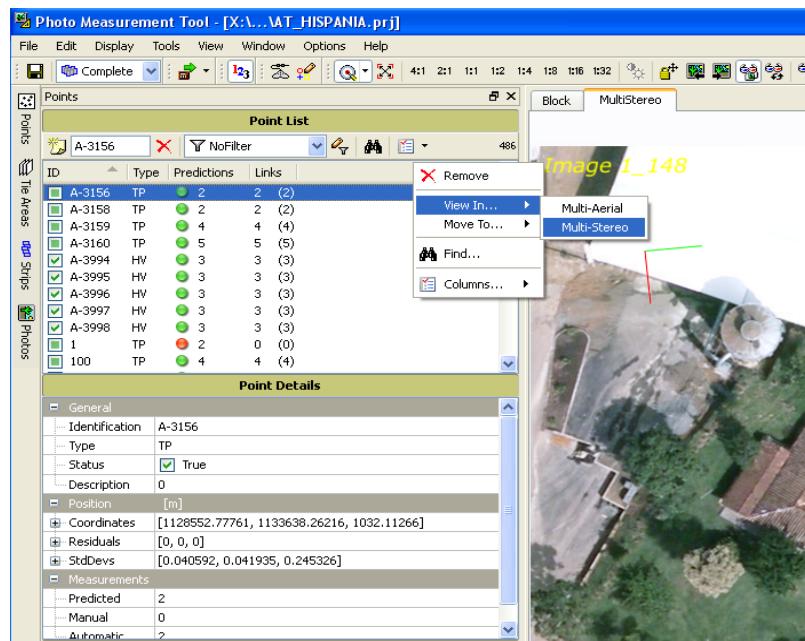 Photo Measurement Tool - [X:\...\AT_HISPANIA.prj]
File Edit Display Tools View Window Options Help
Complete 123 4:1 2:1 1:1 1:2 1:4 1:8 1:16 1:32
Points
Block MultiStereo
Points
Tie Areas
Strips
Photos
Point List
A-3156 NoFilter 486
ID Type Predictions Links
A-3156 TP 2 2 (2)
A-3158 TP 2 2 (2)
A-3159 TP 4 4 (4)
A-3160 TP 5 5 (5)
A-3994 HV 3 3 (3)
A-3995 HV 3 3 (3)
A-3996 HV 3 3 (3)
A-3997 HV 3 3 (3)
A-3998 HV 3 3 (3)
1 TP 2 0 (0)
100 TP 4 4 (4)
Remove
View In...
Move To...
Find...
Columns...
Multi-Aerial
Multi-Stereo
Image 1_148
Point Details
General
Identification A-3156
Type TP
Status True
Description 0
Position [m]
Coordinates [1128552.77761, 1133638.26216, 1032.11266]
Residuals [0, 0, 0]
StdDevs [0.040592, 0.041935, 0.245326]
Measurements
Predicted 2
Manual 0
Automatic 2